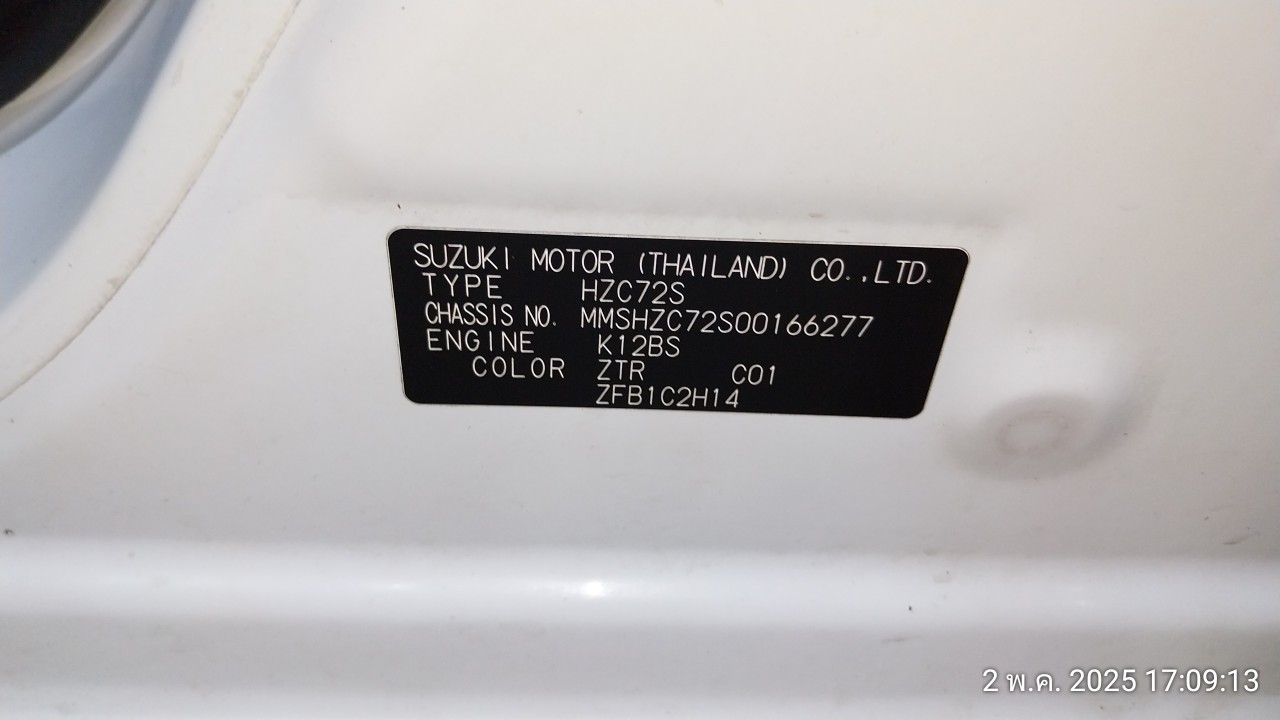 SUZUKI MOTOR (THAILAND) CO.,LTD.
TYPE HZC72S
CHASSIS NO. MMSHZC72S00166277
ENGINE K12BS
COLOR ZTR C01
ZFB1C2H14
2 พ.ค. 2025 17:09:13